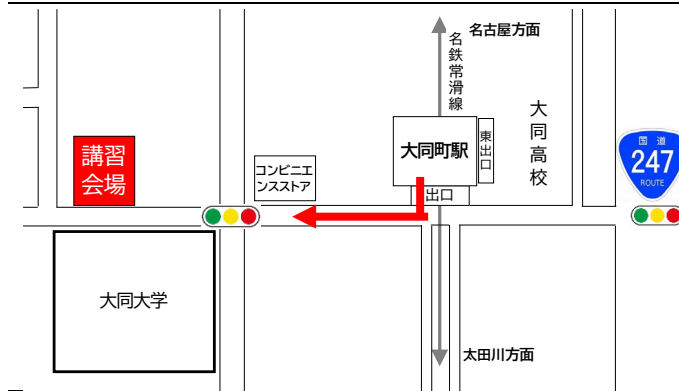 名古屋方面
名鉄常滑線
大同町駅
東出口
出口
大同高校
国道
247
ROUTE
講習
会場
コンビニエ
ンスストア
大同大学
太田川方面